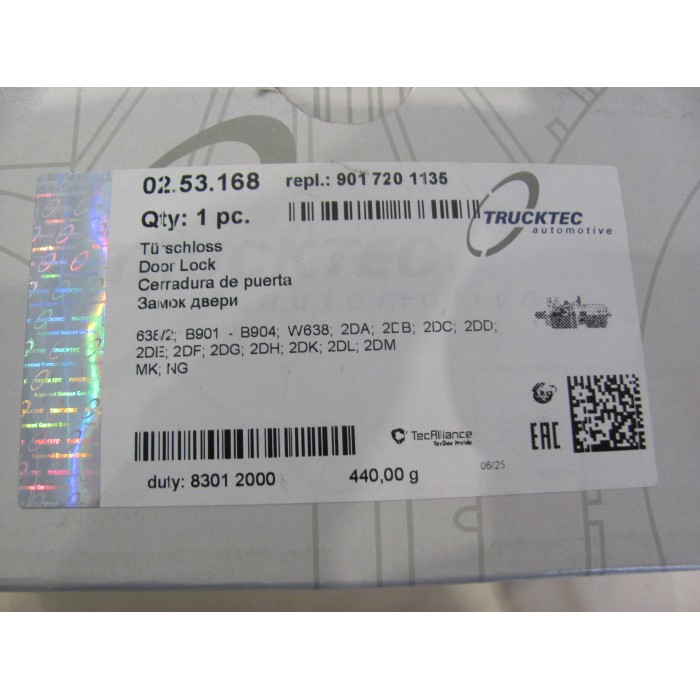 02.53.168 repl.: 901 720 1135
Qty: 1 pc.
TRUCKTEC
automotive
Türschloss
Door Lock
Cerradura de puerta
Замок двери
638/2; B901 - B904; W638; 2DA; 2DB; 2DC; 2DD;
2DE; 2DF; 2DG; 2DH; 2DK; 2DL; 2DM
MK; NG
TecAlliance
EAC
duty: 8301 2000 440,00 g
TRUCKTEC